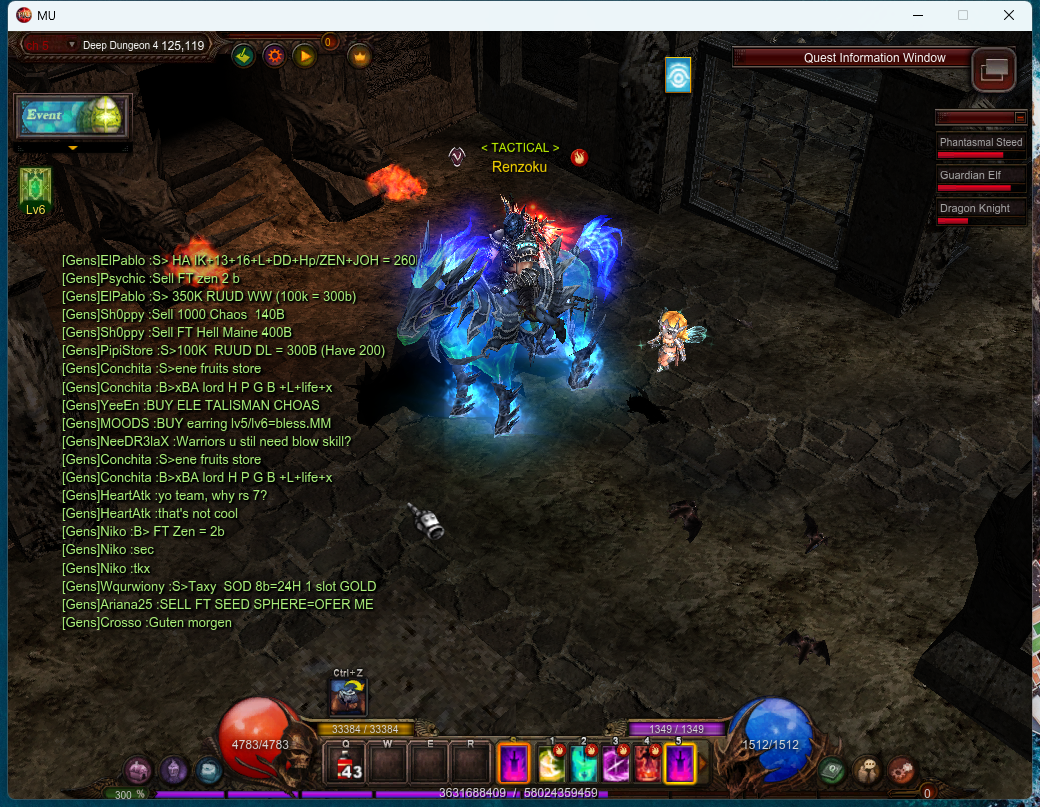 MU
Ch 5
Deep Dungeon 4 125,119
0
Quest Information Window
Event
Phantasmal Steed
< TACTICAL >
Renzoku
Guardian Elf
Lv6
Dragon Knight
[Gens]ElPablo :S> HA IK+13+16+L+DD+Hp/ZEN+JOH = 260
[Gens]Psychic :Sell FT zen 2 b
[Gens]ElPablo :S> 350K RUUD WW (100k = 300b)
[Gens]Sh0ppy :Sell 1000 Chaos  140B
[Gens]Sh0ppy :Sell FT Hell Maine 400B
[Gens]PipiStore :S>100K  RUUD DL = 300B (Have 200)
[Gens]Conchita :S>ene fruits store
[Gens]Conchita :B>xBA lord H P G B +L+life+x
[Gens]YeeEn :BUY ELE TALISMAN CHOAS
[Gens]MOODS :BUY earring lv5/lv6=bless.MM
[Gens]NeeDR3laX :Warriors u stil need blow skill?
[Gens]Conchita :S>ene fruits store
[Gens]Conchita :B>xBA lord H P G B +L+life+x
[Gens]HeartAtk :yo team, why rs 7?
[Gens]HeartAtk :that's not cool
[Gens]Niko :B> FT Zen = 2b
[Gens]Niko :sec
[Gens]Niko :tkx
[Gens]Wqurwiony :S>Taxy  SOD 8b=24H 1 slot GOLD
[Gens]Ariana25 :SELL FT SEED SPHERE=OFER ME
[Gens]Crosso :Guten morgen
Ctrl+Z
33384 / 33384
1349 / 1349
4783/4783
Q W E R
1 2 3 4 5
1512/1512
43
300 %
3631688409 / 58024359459
0